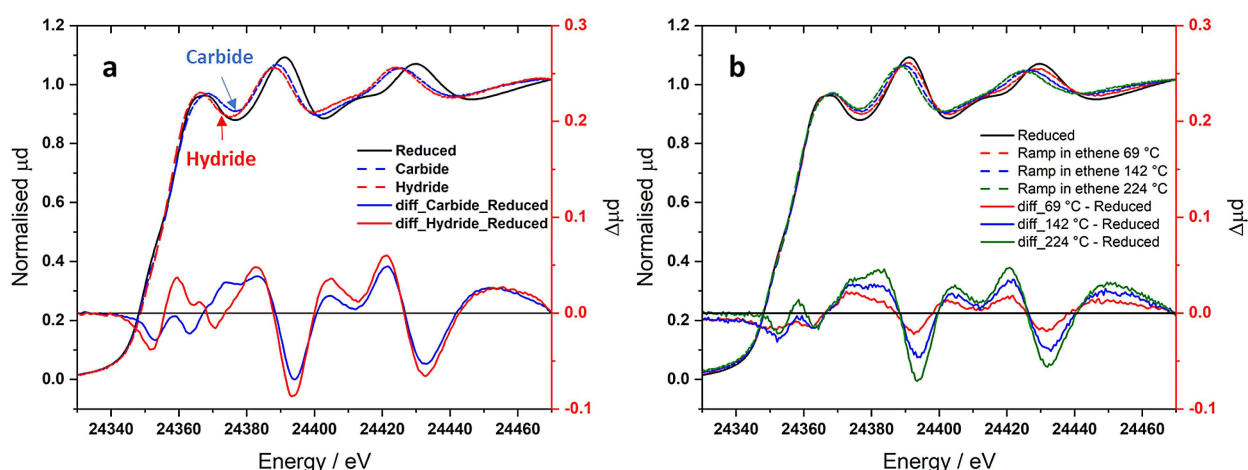 a
Carbide
Hydride
Reduced
Carbide
Hydride
diff_Carbide_Reduced
diff_Hydride_Reduced
Normalised μd
1.2
1.0
0.8
0.6
0.4
0.2
0.0
0.3
0.2
0.1
0.0
-0.1
Δμd
24340 24360 24380 24400 24420 24440 24460
Energy / eV
b
Reduced
Ramp in ethene 69 °C
Ramp in ethene 142 °C
Ramp in ethene 224 °C
diff_69 °C - Reduced
diff_142 °C - Reduced
diff_224 °C - Reduced
Normalised μd
1.2
1.0
0.8
0.6
0.4
0.2
0.0
0.3
0.2
0.1
0.0
-0.1
Δμd
24340 24360 24380 24400 24420 24440 24460
Energy / eV